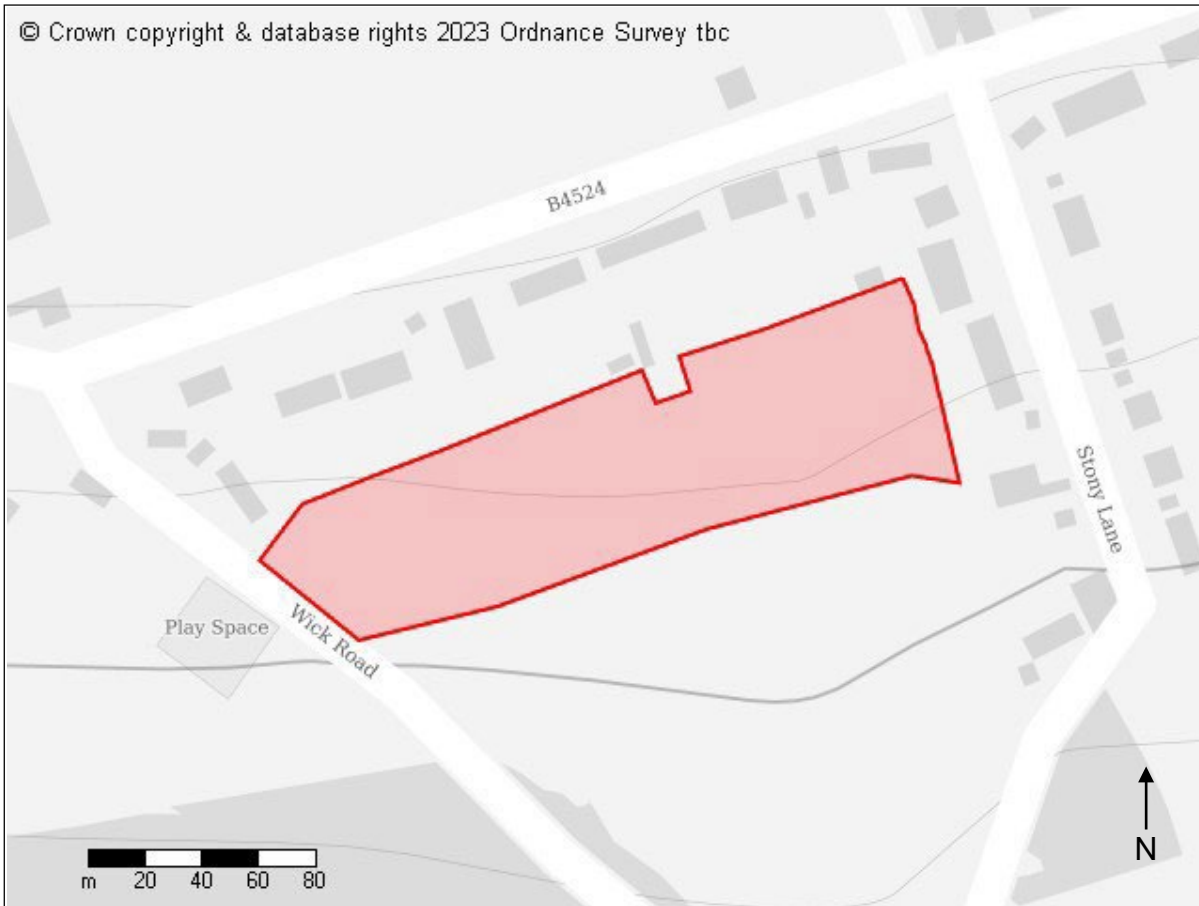 © Crown copyright & database rights 2023 Ordnance Survey tbc
B4524
Stony Lane
Play Space
Wick Road
m 20 40 60 80
N